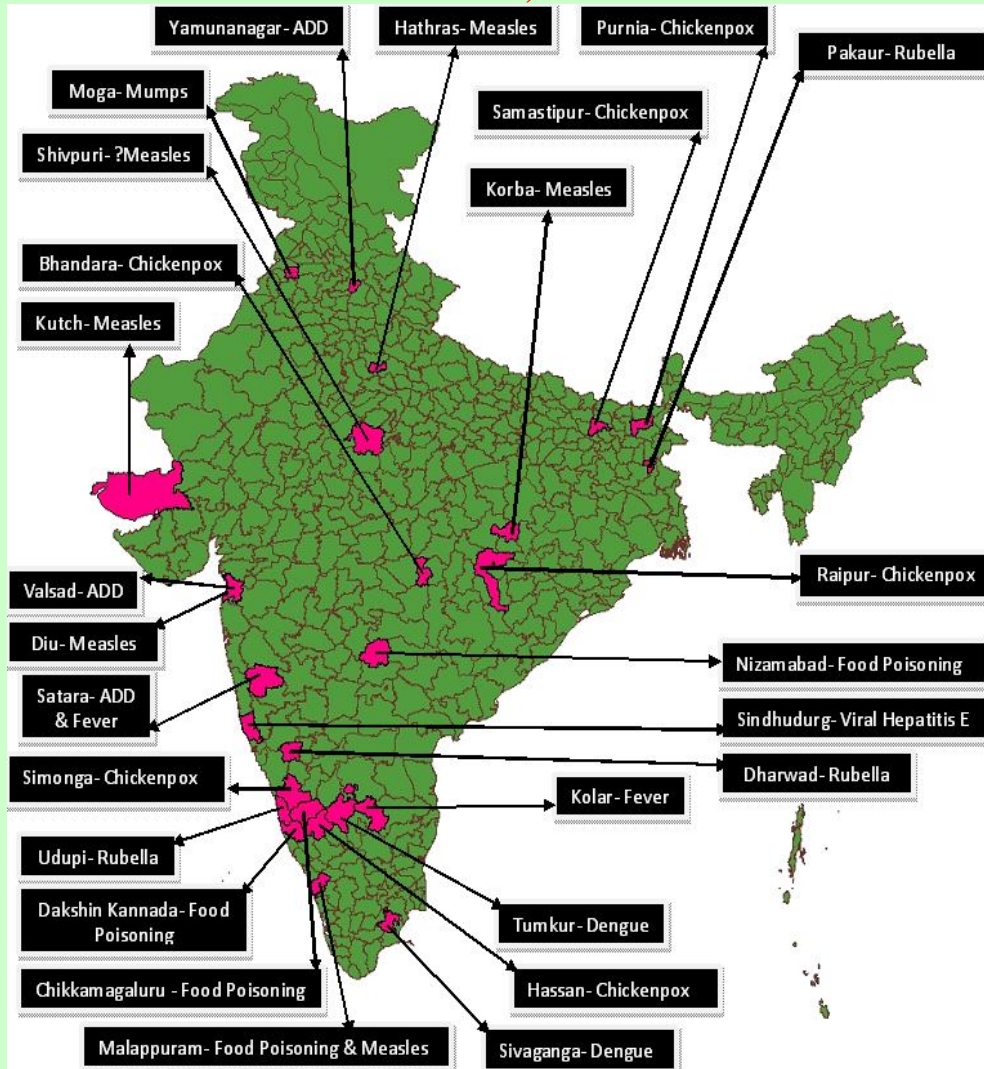 Yamunanagar- ADD
Hathras- Measles
Purnia- Chickenpox
Pakaur- Rubella
Moga- Mumps
Samastipur- Chickenpox
Shivpuri- ?Measles
Korba- Measles
Bhandara- Chickenpox
Kutch- Measles
Raipur- Chickenpox
Valsad- ADD
Diu- Measles
Nizamabad- Food Poisoning
Satara- ADD
& Fever
Sindhudurg- Viral Hepatitis E
Simonga- Chickenpox
Dharwad- Rubella
Kolar- Fever
Udupi- Rubella
Dakshin Kannada- Food
Poisoning
Tumkur- Dengue
Chikkamagaluru - Food Poisoning
Hassan- Chickenpox
Malappuram- Food Poisoning & Measles
Sivaganga- Dengue